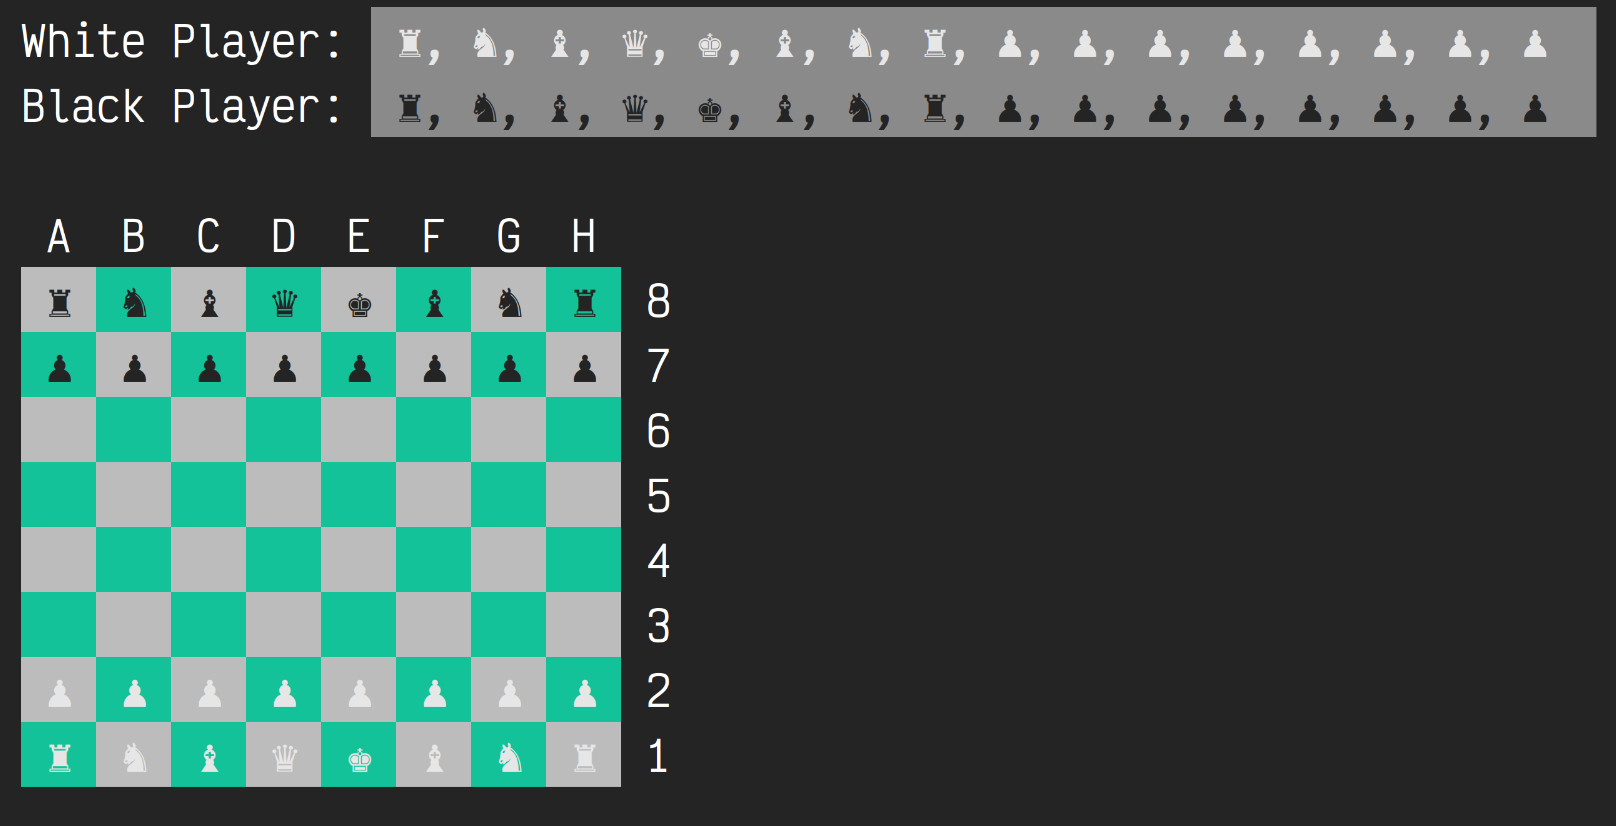 White Player: ♜, ♞, ♝, ♛, ♚, ♝, ♞, ♜, ♟, ♟, ♟, ♟, ♟, ♟, ♟, ♟
Black Player: ♜, ♞, ♝, ♛, ♚, ♝, ♞, ♜, ♟, ♟, ♟, ♟, ♟, ♟, ♟, ♟
A B C D E F G H
♜ ♞ ♝ ♛ ♚ ♝ ♞ ♜ 8
♟ ♟ ♟ ♟ ♟ ♟ ♟ ♟ 7
6
5
4
3
♟ ♟ ♟ ♟ ♟ ♟ ♟ ♟ 2
♜ ♞ ♝ ♛ ♚ ♝ ♞ ♜ 1